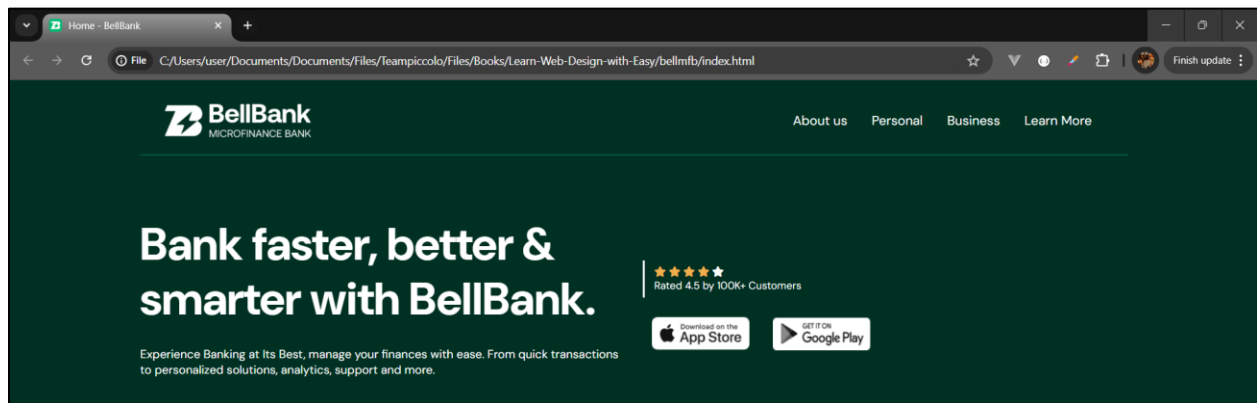 Home - BellBank
File C:/Users/user/Documents/Documents/Files/Teampiccolo/Files/Books/Learn-Web-Design-with-Easy/bellmfb/index.html
Finish update
BellBank
MICROFINANCE BANK
About us Personal Business Learn More
Bank faster, better &
smarter with BellBank.
Experience Banking at Its Best, manage your finances with ease. From quick transactions
to personalized solutions, analytics, support and more.
Rated 4.5 by 100K+ Customers
Download on the
App Store
GET IT ON
Google Play